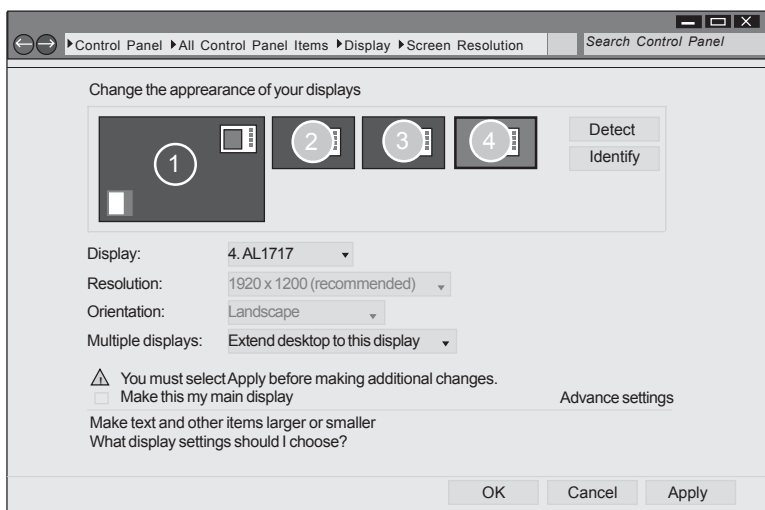 Control Panel All Control Panel Items Display Screen Resolution
Search Control Panel
Change the apprearance of your displays
1 2 3 4
Detect
Identify
Display: 4. AL1717
Resolution: 1920 x 1200 (recommended)
Orientation: Landscape
Multiple displays: Extend desktop to this display
You must select Apply before making additional changes.
Make this my main display
Advance settings
Make text and other items larger or smaller
What display settings should I choose?
OK Cancel Apply